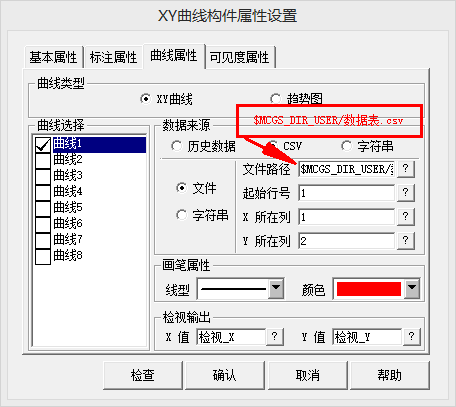 XY曲线构件属性设置
基本属性 标注属性 曲线属性 可见度属性
曲线类型
XY曲线 趋势图
$MCGS_DIR_USER/数据表.csv
曲线选择
曲线1
曲线2
曲线3
曲线4
曲线5
曲线6
曲线7
曲线8
数据来源
历史数据 CSV 字符串
文件
字符串
文件路径 $MCGS_DIR_USER/ ?
起始行号 1 ?
X 所在列 1 ?
Y 所在列 2 ?
画笔属性
线型 颜色
检视输出
X 值 检视_X ? Y 值 检视_Y ?
检查 确认 取消 帮助